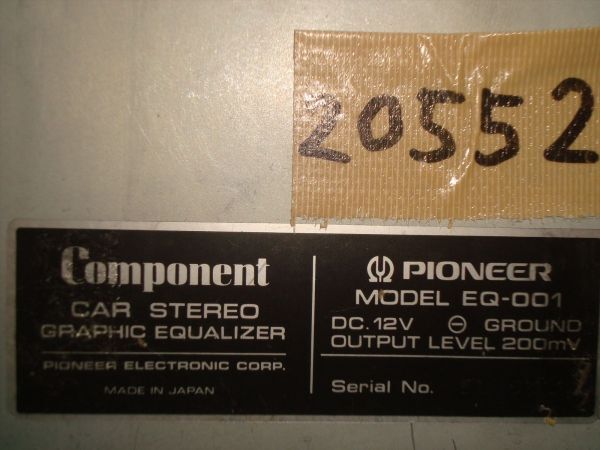 20552
Component
CAR STEREO
GRAPHIC EQUALIZER
PIONEER ELECTRONIC CORP.
MADE IN JAPAN
PIONEER
MODEL EQ-001
DC.12V ⊖ GROUND
OUTPUT LEVEL 200mV
Serial No.